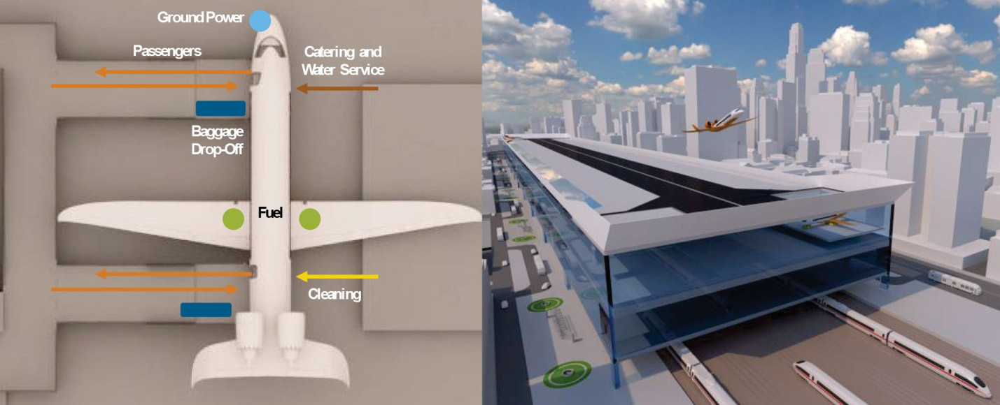 Ground Power
Passengers
Catering and
Water Service
Baggage
Drop-Off
Fuel
Cleaning